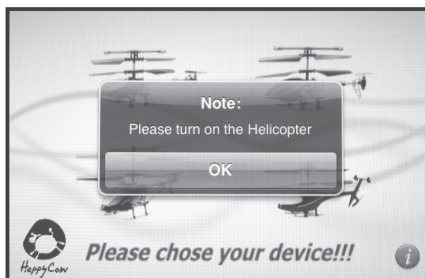 Note:
Please turn on the Helicopter
OK
Please chose your device!!!
HappyCow
i